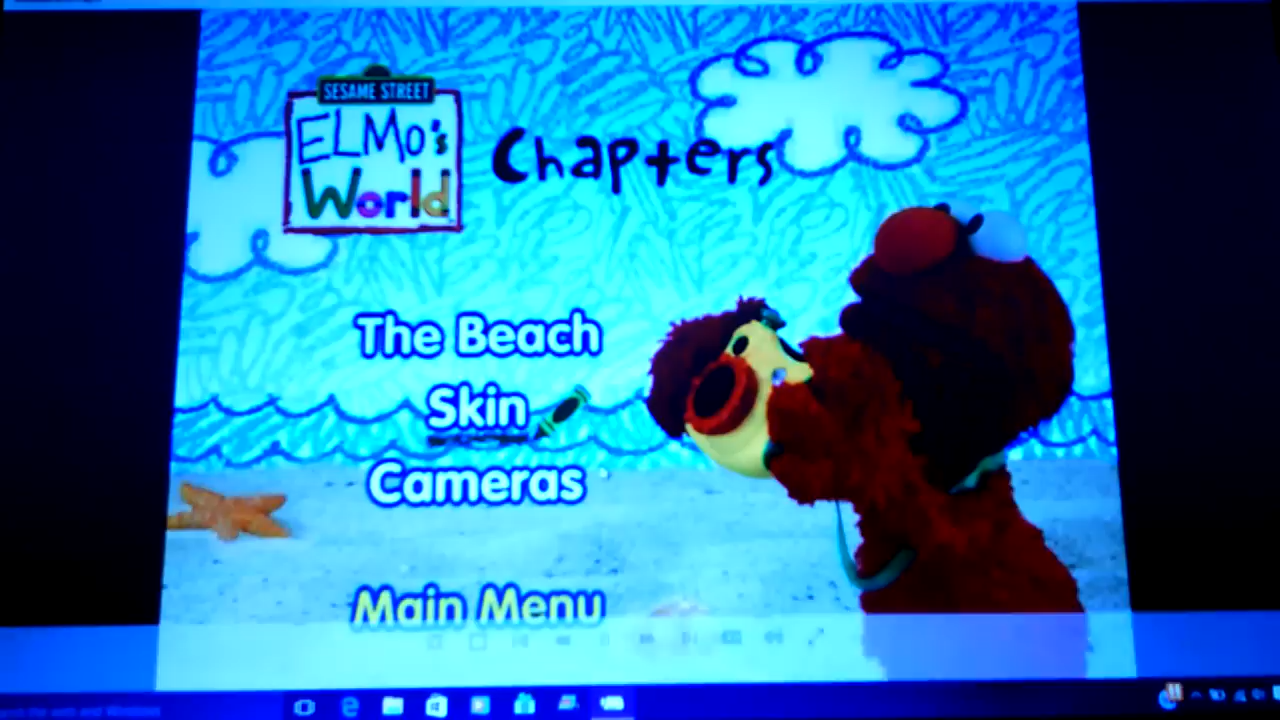 SESAME STREET
ELMo's
World
Chapters
The Beach
Skin
Cameras
Main Menu